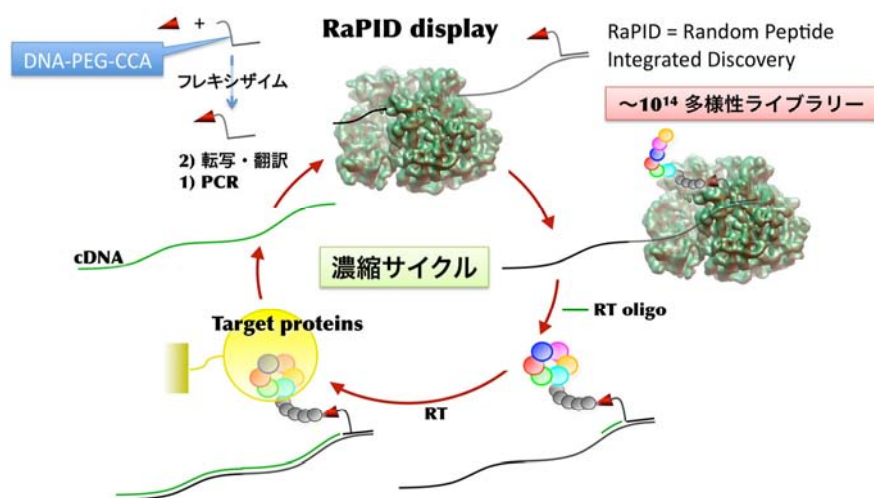 RaPID display
RaPID = Random Peptide
Integrated Discovery
+
DNA-PEG-CCA
フレキシザイム
〜10¹⁴ 多様性ライブラリー
2) 転写・翻訳
1) PCR
cDNA
濃縮サイクル
RT oligo
Target proteins
RT